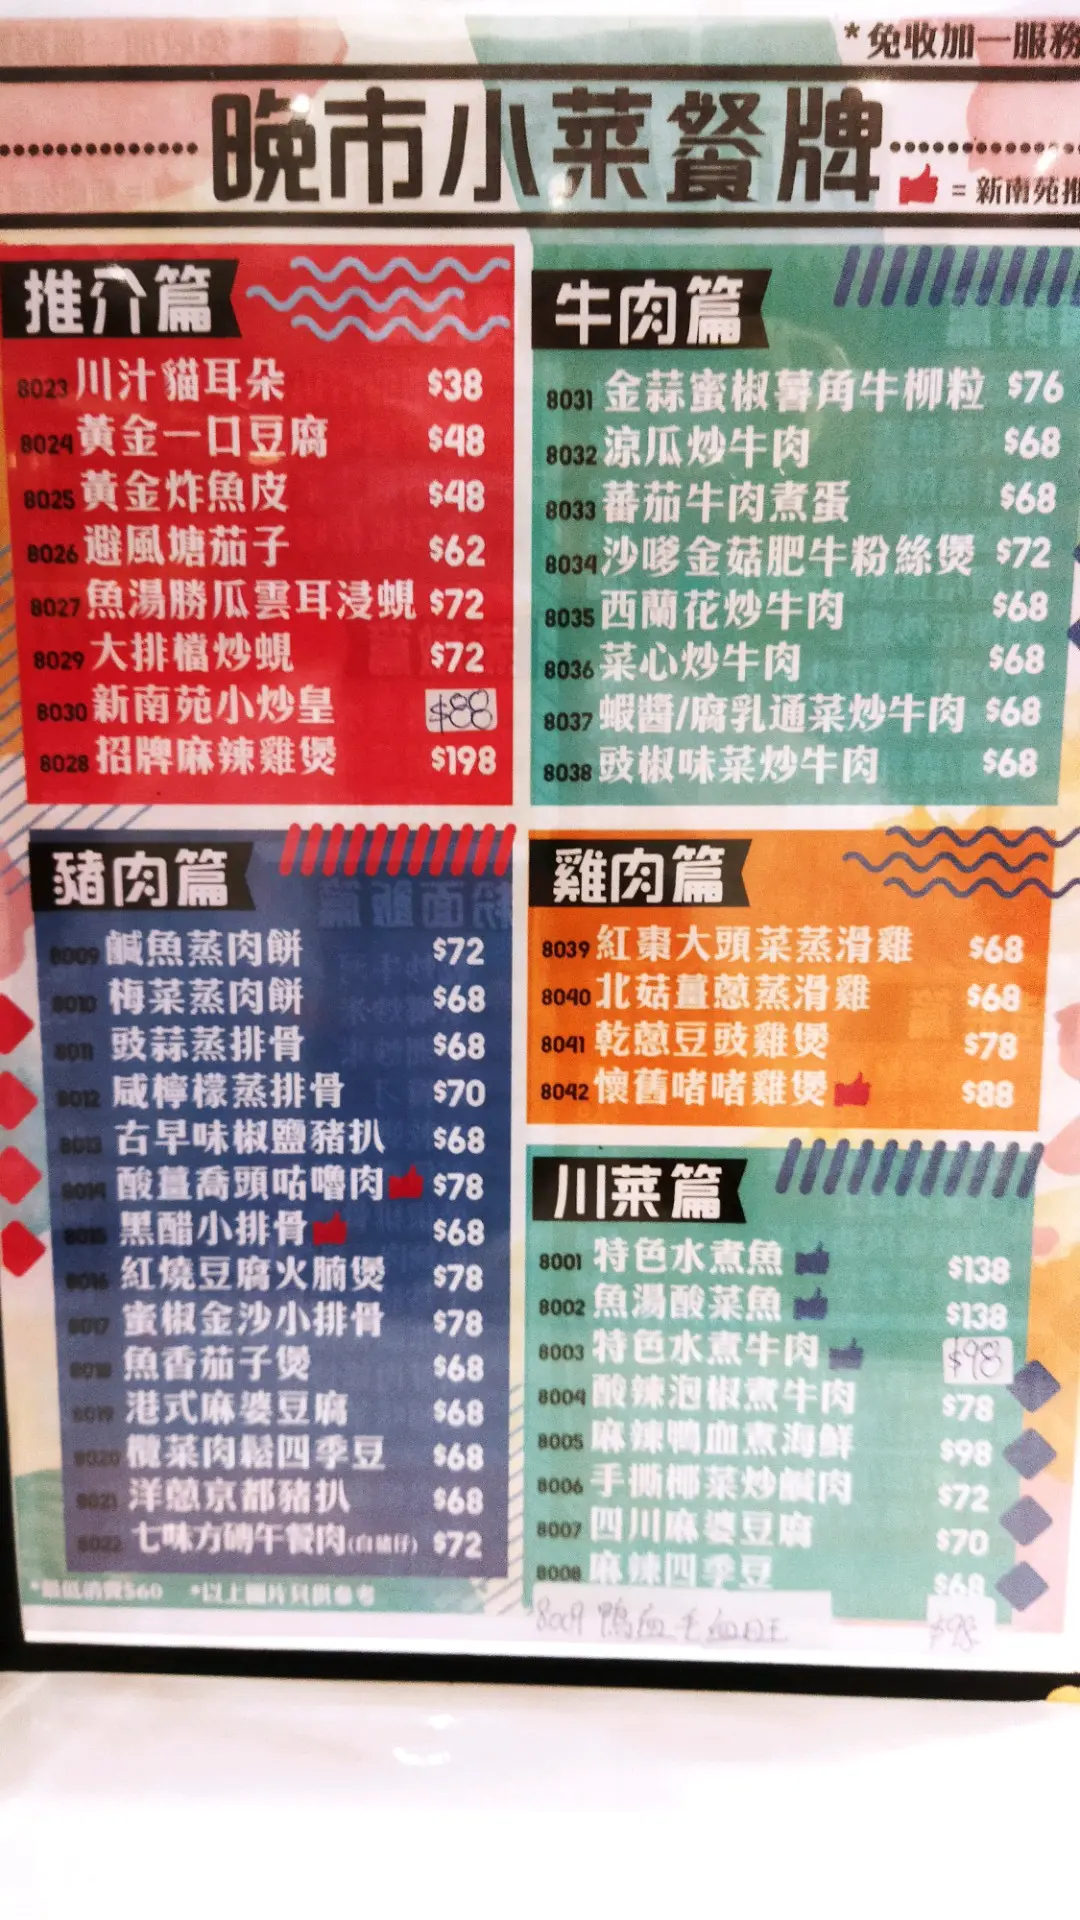 *免收加一服務
晚市小菜餐牌
= 新南苑推
推介篇
8023 川汁貓耳朵 $38
8024 黃金一口豆腐 $48
8025 黃金炸魚皮 $48
8026 避風塘茄子 $62
8027 魚湯勝瓜雲耳浸蜆 $72
8029 大排檔炒蜆 $72
8030 新南苑小炒皇 $88
8028 招牌麻辣雞煲 $198
牛肉篇
8031 金蒜蜜椒薯角牛柳粒 $76
8032 涼瓜炒牛肉 $68
8033 蕃茄牛肉煮蛋 $68
8034 沙嗲金菇肥牛粉絲煲 $72
8035 西蘭花炒牛肉 $68
8036 菜心炒牛肉 $68
8037 蝦醬/腐乳通菜炒牛肉 $68
8038 豉椒味菜炒牛肉 $68
豬肉篇
8009 鹹魚蒸肉餅 $72
8010 梅菜蒸肉餅 $68
8011 豉蒜蒸排骨 $68
8012 咸檸檬蒸排骨 $70
8013 古早味椒鹽豬扒 $68
8014 酸薑喬頭咕嚕肉 $78
8015 黑醋小排骨 $68
8016 紅燒豆腐火腩煲 $78
8017 蜜椒金沙小排骨 $78
8018 魚香茄子煲 $68
8019 港式麻婆豆腐 $68
8020 欖菜肉鬆四季豆 $68
8021 洋蔥京都豬扒 $68
8022 七味方磚午餐肉(白豬仔) $72
*最低消費$60 *以上圖片只供參考
雞肉篇
8039 紅棗大頭菜蒸滑雞 $68
8040 北菇薑蔥蒸滑雞 $68
8041 乾蔥豆豉雞煲 $78
8042 懷舊啫啫雞煲 $88
川菜篇
8001 特色水煮魚 $138
8002 魚湯酸菜魚 $138
8003 特色水煮牛肉 $98
8004 酸辣泡椒煮牛肉 $78
8005 麻辣鴨血煮海鮮 $98
8006 手撕椰菜炒鹹肉 $72
8007 四川麻婆豆腐 $70
8008 麻辣四季豆 $68
8009 鴨血毛血旺 $98